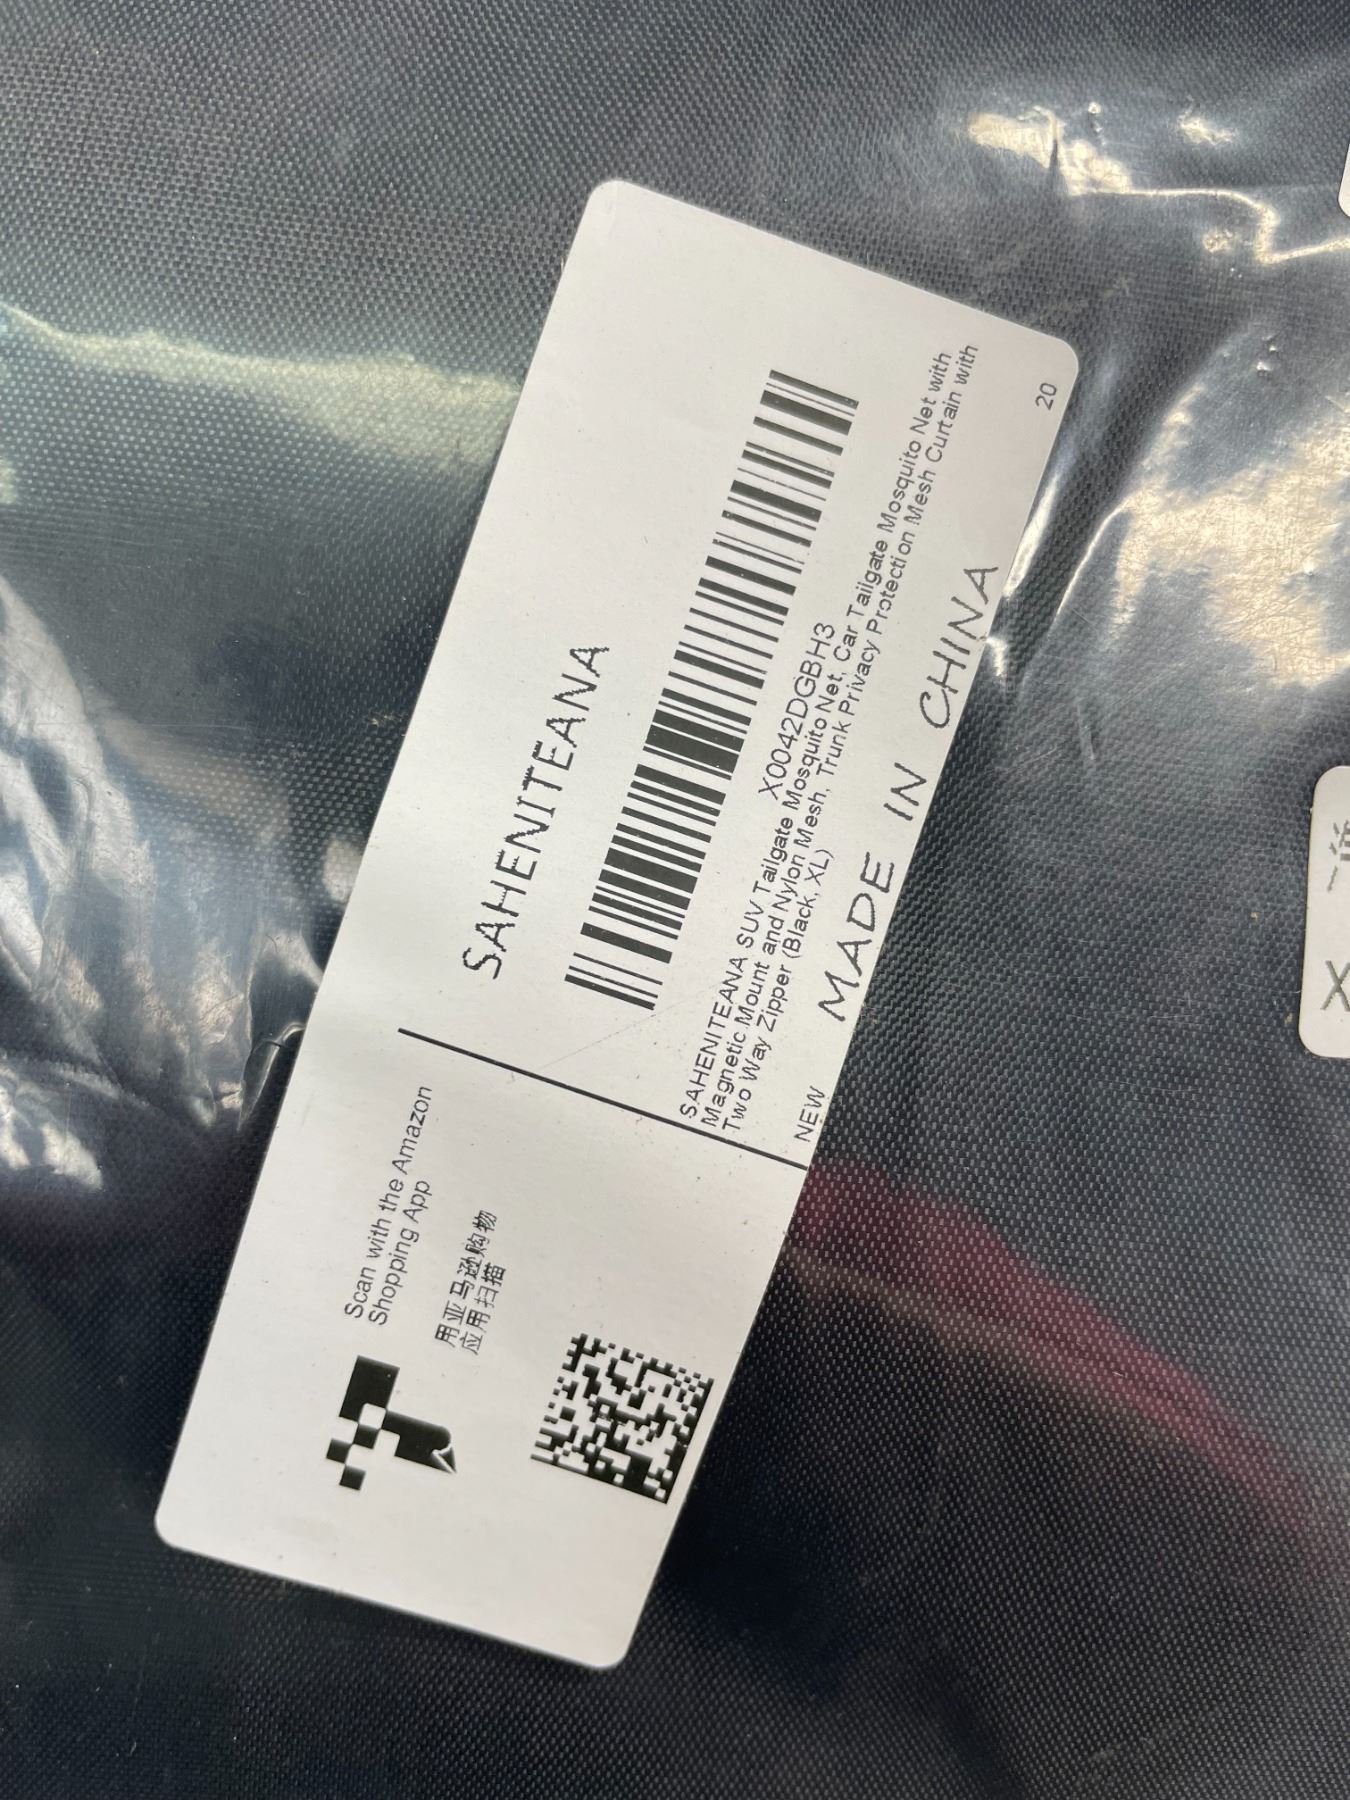 Scan with the Amazon
Shopping App
用亚马逊购物
应用扫描
SAHENITEANA
X0042DGBH3
SAHENITEANA SUV Tailgate Mosquito Net, Car Tailgate Mosquito Net with
Magnetic Mount and Nylon Mesh, Trunk Privacy Protection Mesh Curtain with
Two Way Zipper (Black, XL)
NEW
MADE IN CHINA
20
X